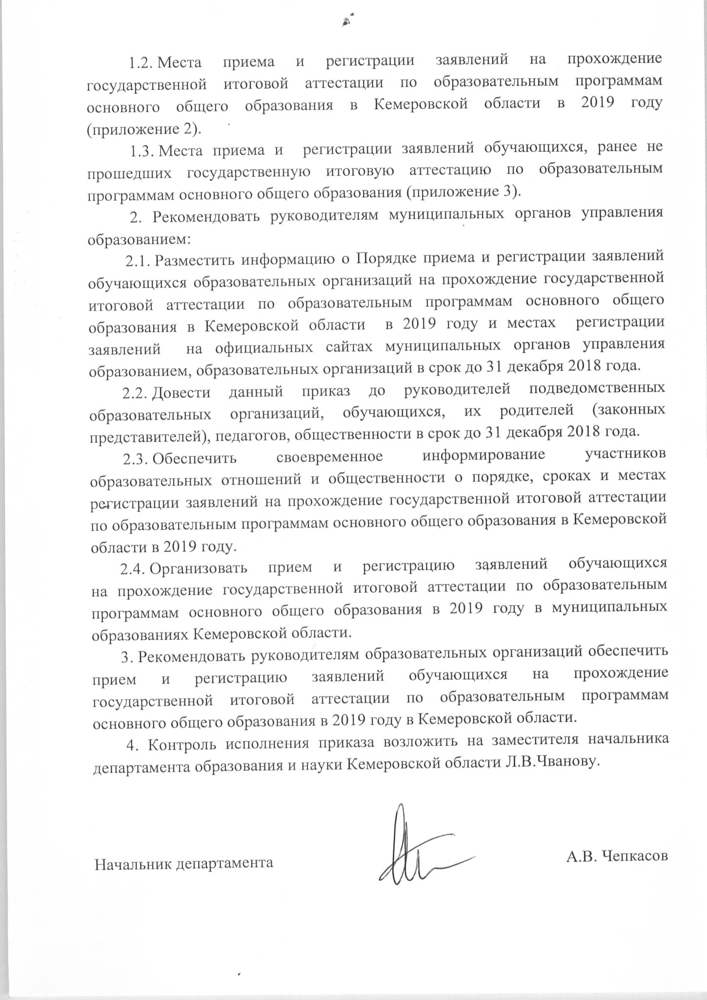 1.2. Места приема и регистрации заявлений на прохождение
государственной итоговой аттестации по образовательным программам
основного общего образования в Кемеровской области в 2019 году
(приложение 2).
1.3. Места приема и регистрации заявлений обучающихся, ранее не
прошедших государственную итоговую аттестацию по образовательным
программам основного общего образования (приложение 3).
2. Рекомендовать руководителям муниципальных органов управления
образованием:
2.1. Разместить информацию о Порядке приема и регистрации заявлений
обучающихся образовательных организаций на прохождение государственной
итоговой аттестации по образовательным программам основного общего
образования в Кемеровской области в 2019 году и местах регистрации
заявлений на официальных сайтах муниципальных органов управления
образованием, образовательных организаций в срок до 31 декабря 2018 года.
2.2. Довести данный приказ до руководителей подведомственных
образовательных организаций, обучающихся, их родителей (законных
представителей), педагогов, общественности в срок до 31 декабря 2018 года.
2.3. Обеспечить своевременное информирование участников
образовательных отношений и общественности о порядке, сроках и местах
регистрации заявлений на прохождение государственной итоговой аттестации
по образовательным программам основного общего образования в Кемеровской
области в 2019 году.
2.4. Организовать прием и регистрацию заявлений обучающихся
на прохождение государственной итоговой аттестации по образовательным
программам основного общего образования в 2019 году в муниципальных
образованиях Кемеровской области.
3. Рекомендовать руководителям образовательных организаций обеспечить
прием и регистрацию заявлений обучающихся на прохождение
государственной итоговой аттестации по образовательным программам
основного общего образования в 2019 году в Кемеровской области.
4. Контроль исполнения приказа возложить на заместителя начальника
департамента образования и науки Кемеровской области Л.В.Чванову.
Начальник департамента А.В. Чепкасов